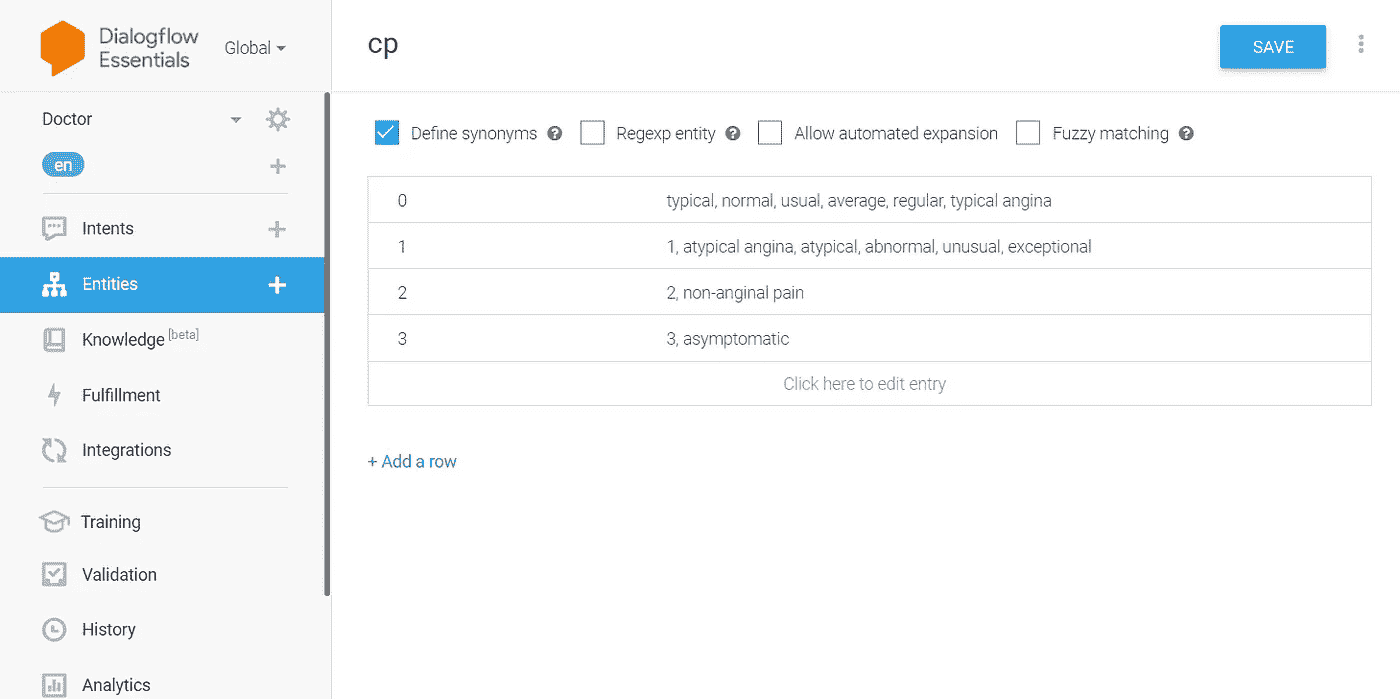 Dialogflow
Essentials
Global
cp
SAVE
Doctor
en
Intents
Entities
Knowledge [beta]
Fulfillment
Integrations
Training
Validation
History
Analytics
Define synonyms
Regexp entity
Allow automated expansion
Fuzzy matching
0 typical, normal, usual, average, regular, typical angina
1 1, atypical angina, atypical, abnormal, unusual, exceptional
2 2, non-anginal pain
3 3, asymptomatic
Click here to edit entry
+ Add a row